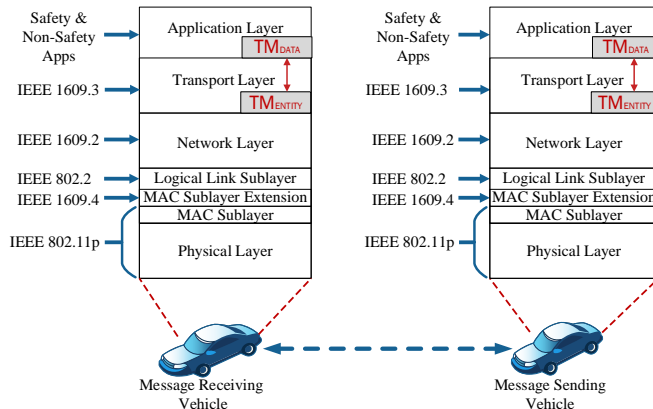 Safety &
Non-Safety
Apps
Application Layer
TMDATA
IEEE 1609.3
Transport Layer
TMENTITY
IEEE 1609.2
Network Layer
IEEE 802.2
Logical Link Sublayer
IEEE 1609.4
MAC Sublayer Extension
MAC Sublayer
IEEE 802.11p
Physical Layer
Message Receiving
Vehicle
Safety &
Non-Safety
Apps
Application Layer
TMDATA
IEEE 1609.3
Transport Layer
TMENTITY
IEEE 1609.2
Network Layer
IEEE 802.2
Logical Link Sublayer
IEEE 1609.4
MAC Sublayer Extension
MAC Sublayer
IEEE 802.11p
Physical Layer
Message Sending
Vehicle